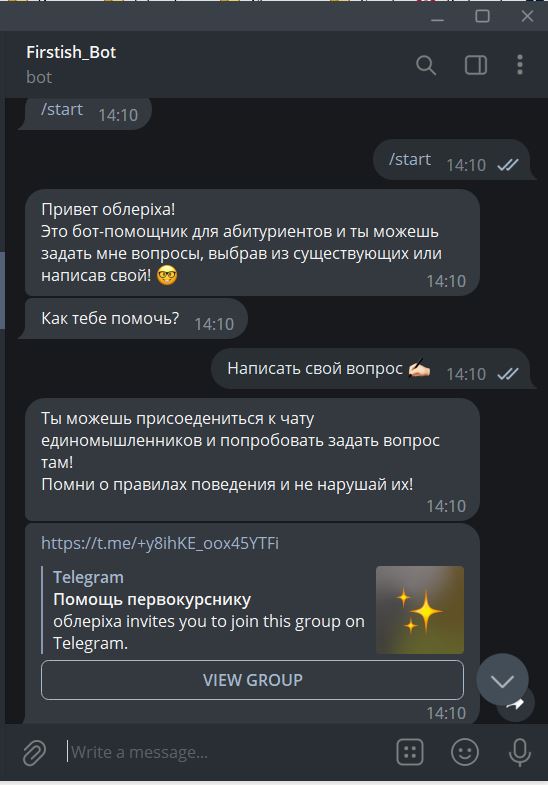 Firstish_Bot
bot
/start 14:10
/start 14:10
Привет облеріха!
Это бот-помощник для абитуриентов и ты можешь
задать мне вопросы, выбрав из существующих или
написав свой! 🤓
14:10
Как тебе помочь? 14:10
Написать свой вопрос ✍🏻 14:10
Ты можешь присоедениться к чату
единомышленников и попробовать задать вопрос
там!
Помни о правилах поведения и не нарушай их!
14:10
https://t.me/+y8ihKE_oox45YTFi
Telegram
Помощь первокурснику
облеріха invites you to join this group on
Telegram.
VIEW GROUP
14:10
Write a message...